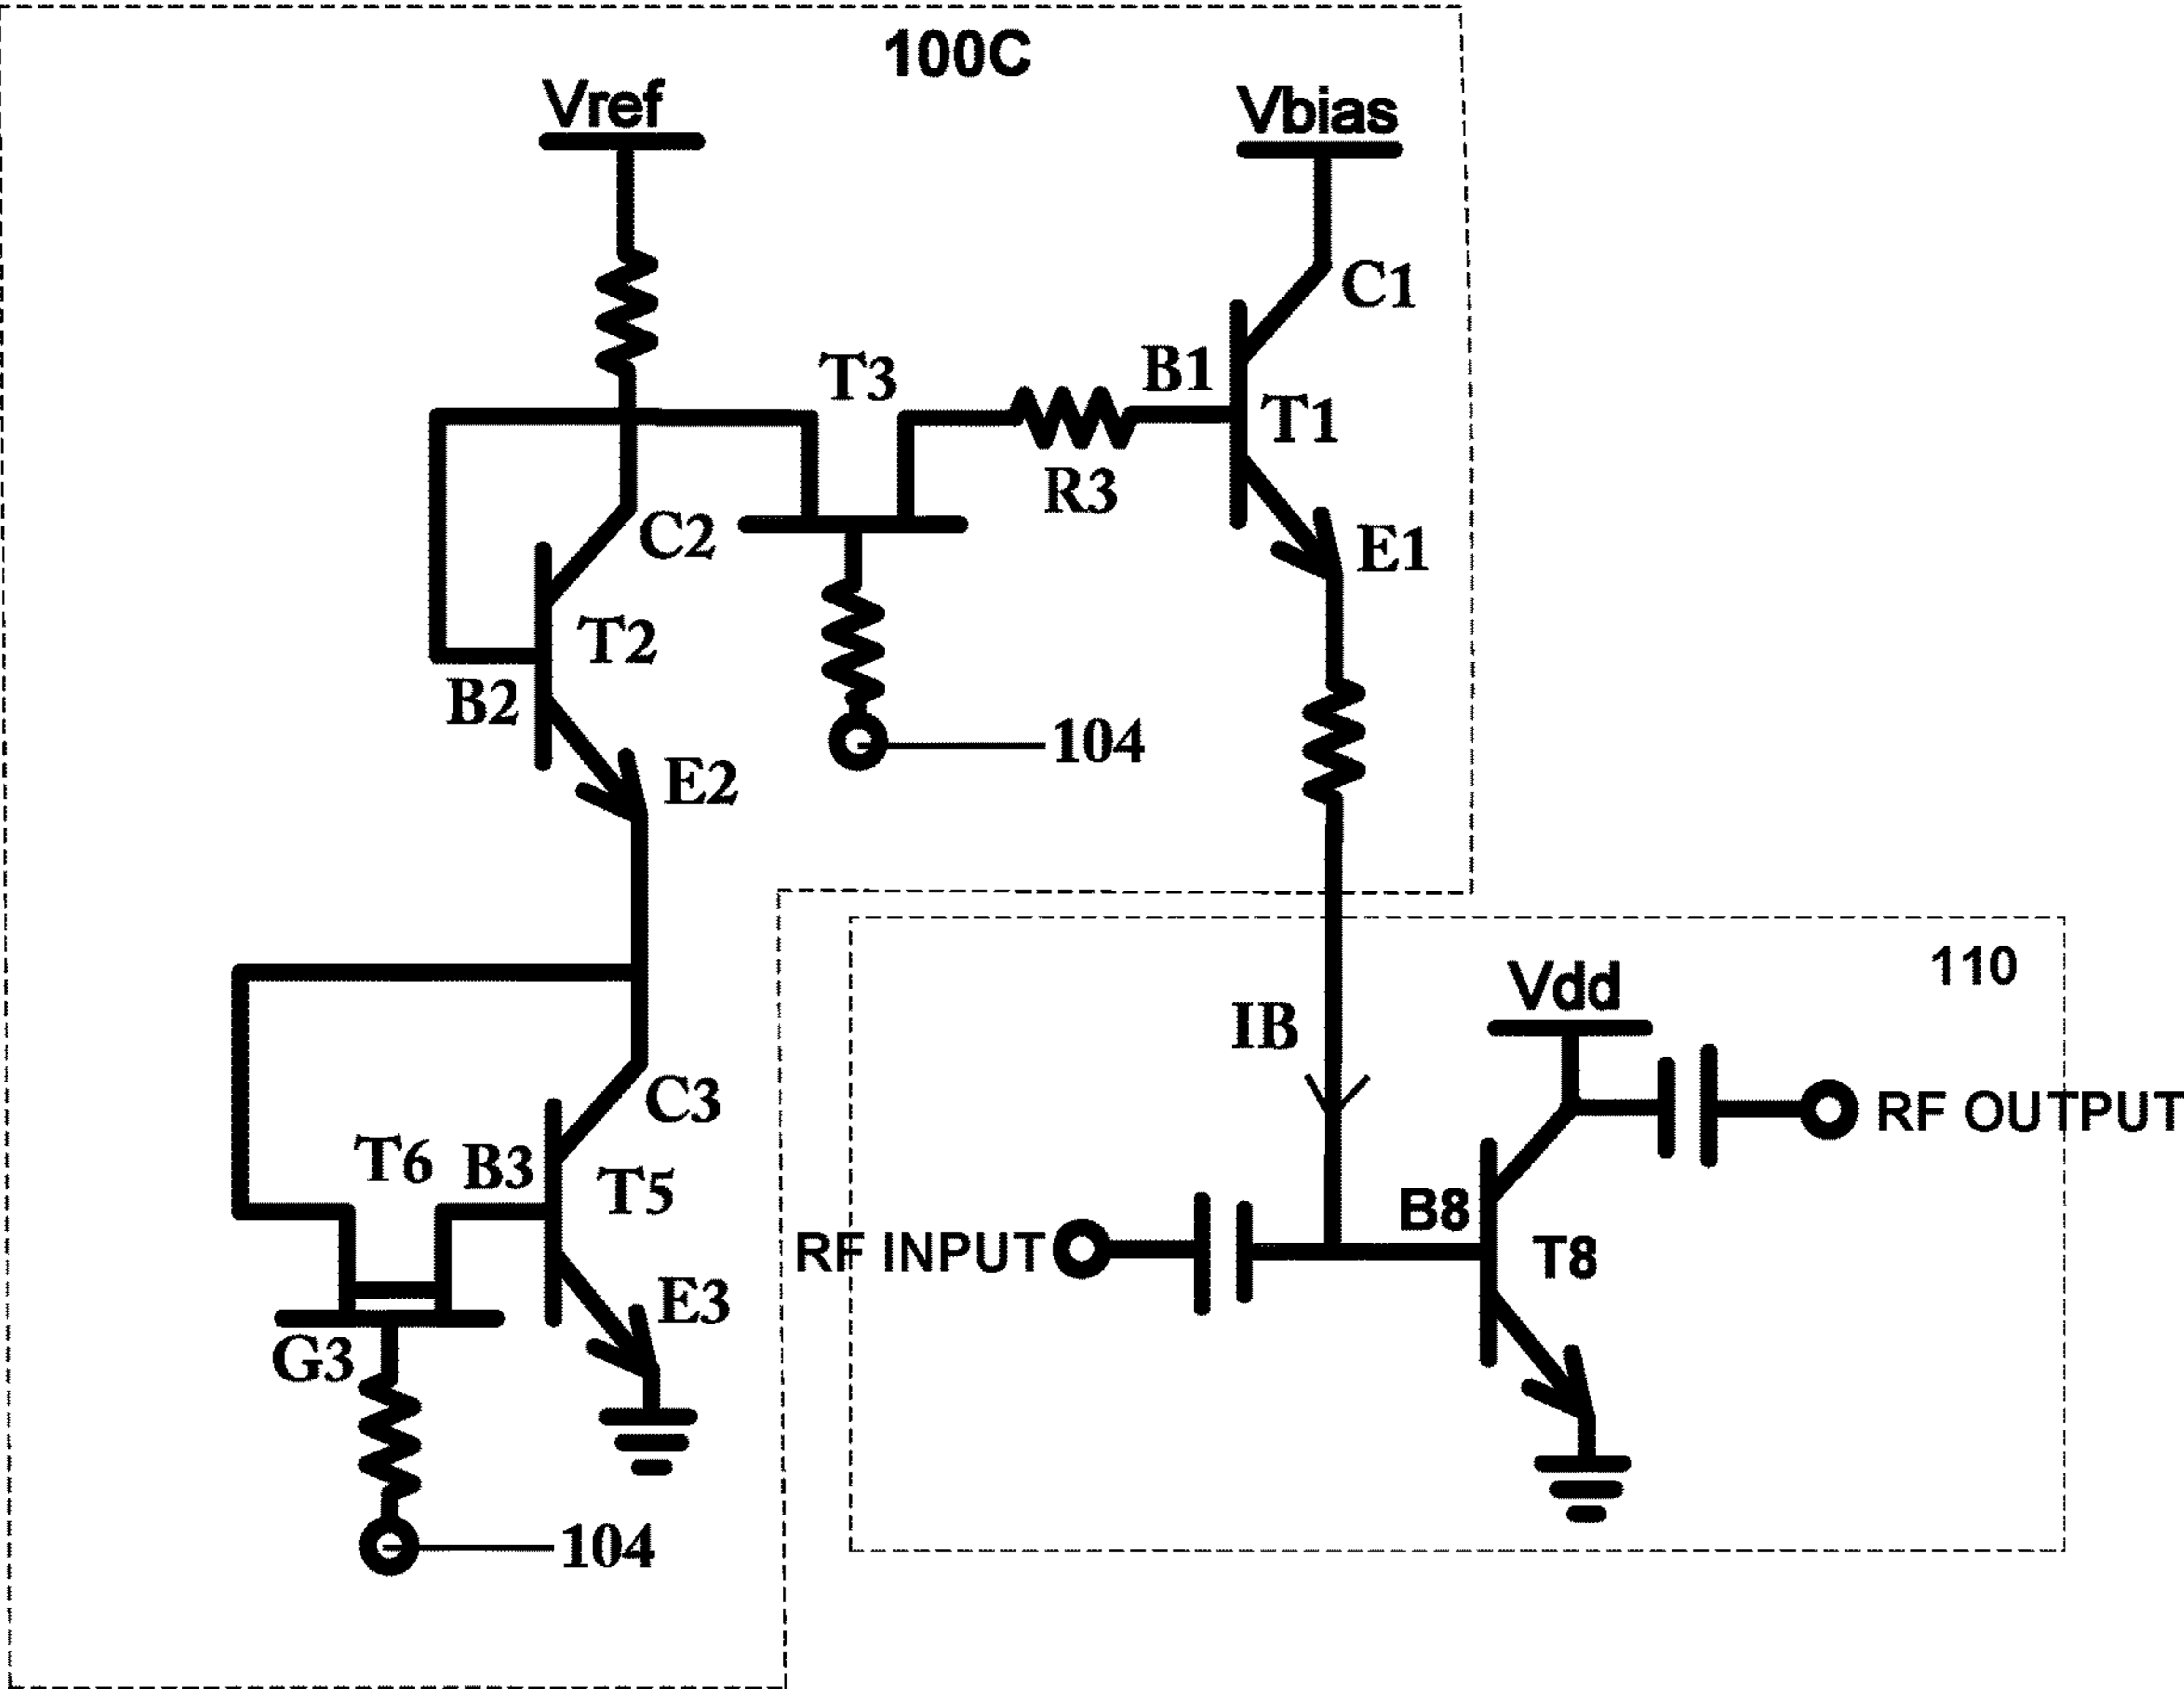 100C
Vref
Vbias
C1
T3
B1
T1
R3
C2
E1
T2
B2
104
E2
110
Vdd
IB
C3
RF OUTPUT
T6
B3
T5
B8
RF INPUT
T8
E3
G3
104